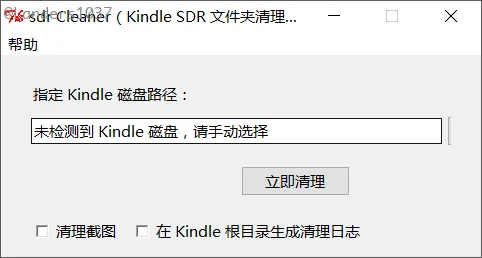 @landers1037
sdr Cleaner（Kindle SDR 文件夹清理...
帮助
指定 Kindle 磁盘路径：
未检测到 Kindle 磁盘，请手动选择
立即清理
清理截图
在 Kindle 根目录生成清理日志